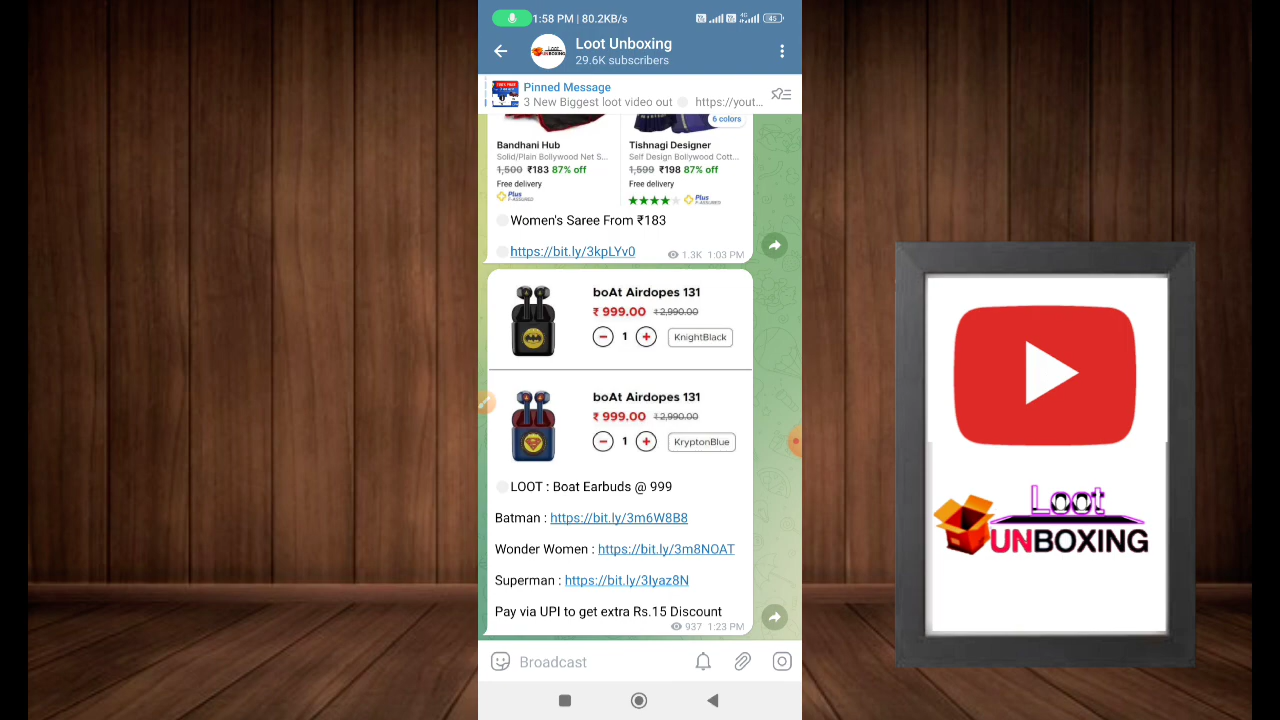 1:58 PM | 80.2KB/s
4G
45
Loot Unboxing
29.6K subscribers
Pinned Message
3 New Biggest loot video out https://yout...
6 colors
Bandhani Hub
Solid/Plain Bollywood Net S...
1,500 ₹183 87% off
Free delivery
Plus
F-ASSURED
Tishnagi Designer
Self Design Bollywood Cott...
1,599 ₹198 87% off
Free delivery
Plus
F-ASSURED
Women's Saree From ₹183
https://bit.ly/3kpLYv0
1.3K 1:03 PM
boAt Airdopes 131
₹ 999.00 ₹ 2,990.00
− 1 + KnightBlack
boAt Airdopes 131
₹ 999.00 ₹ 2,990.00
− 1 + KryptonBlue
LOOT : Boat Earbuds @ 999
Batman : https://bit.ly/3m6W8B8
Wonder Women : https://bit.ly/3m8NOAT
Superman : https://bit.ly/3Iyaz8N
Pay via UPI to get extra Rs.15 Discount
937 1:23 PM
Broadcast
Loot
UNBOXING